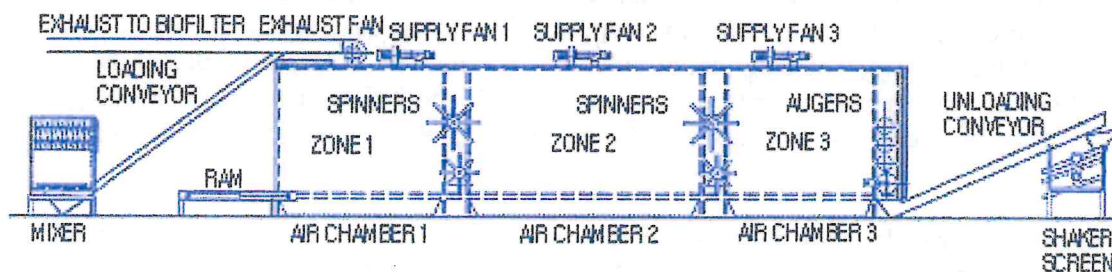 EXHAUST TO BIOFILTER EXHAUST FAN
SUPPLY FAN 1
SUPPLY FAN 2
SUPPLY FAN 3
LOADING
CONVEYOR
SPINNERS
SPINNERS
AUGERS
UNLOADING
CONVEYOR
ZONE 1
ZONE 2
ZONE 3
RAM
MIXER
AIR CHAMBER 1
AIR CHAMBER 2
AIR CHAMBER 3
SHAKER
SCREEN